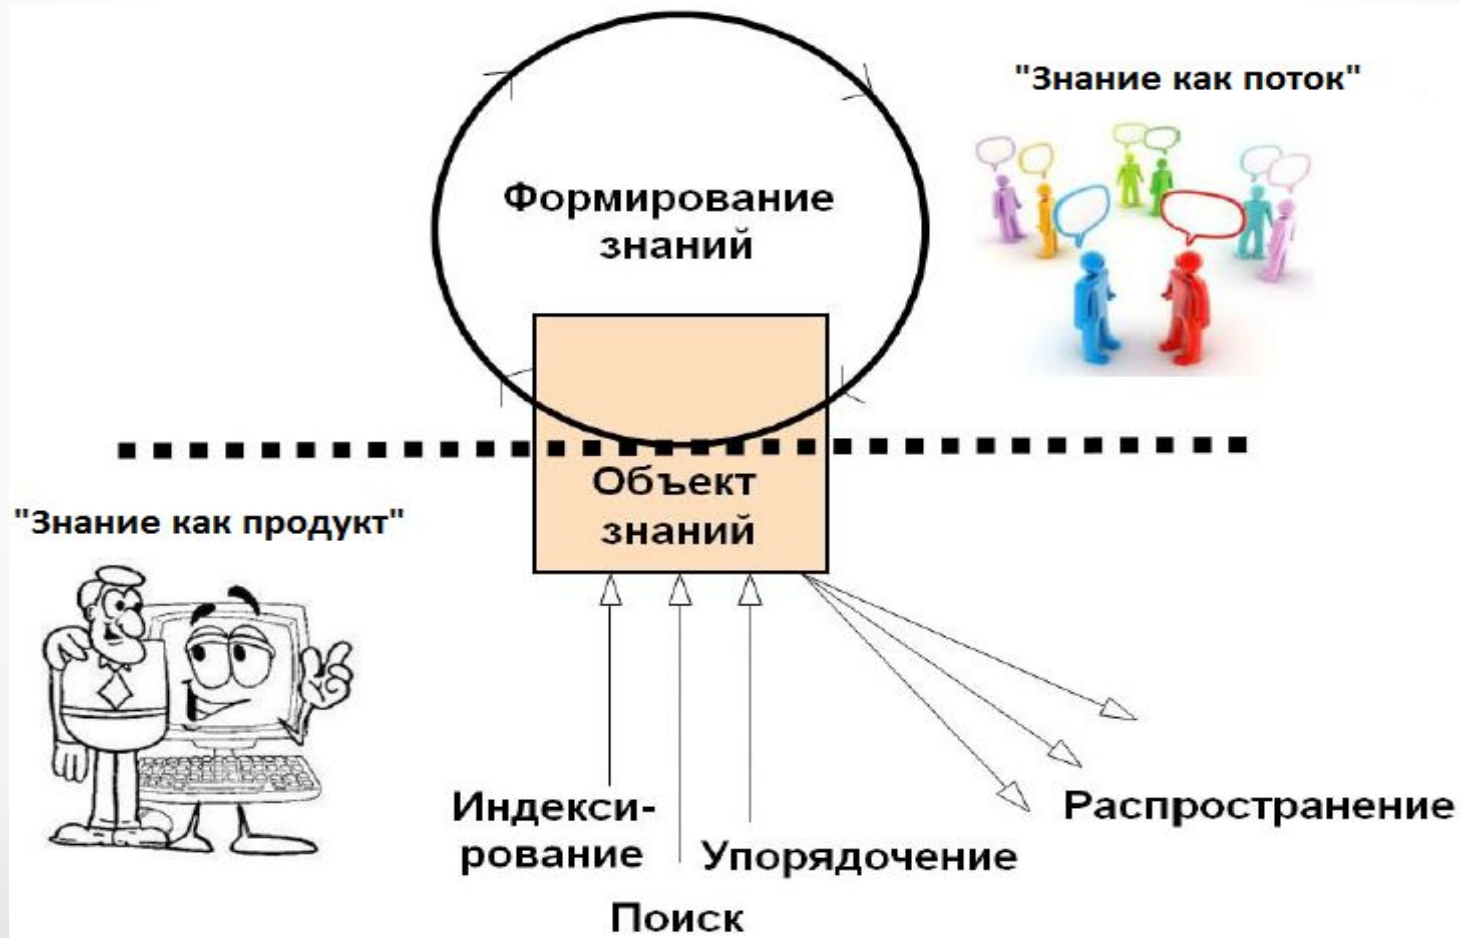 "Знание как поток"
Формирование
знаний
Объект
знаний
"Знание как продукт"
Индекси-
рование
Поиск
Упорядочение
Распространение